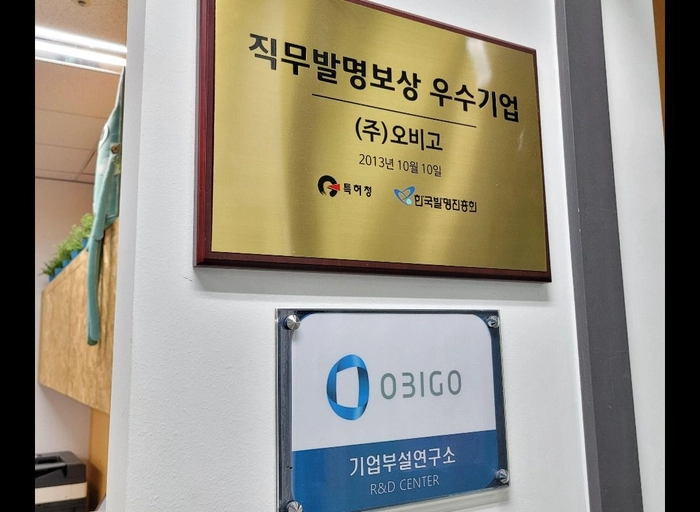 직무발명보상 우수기업
(주)오비고
2013년 10월 10일
특허청 한국발명진흥회
OBIGO
기업부설연구소
R&D CENTER